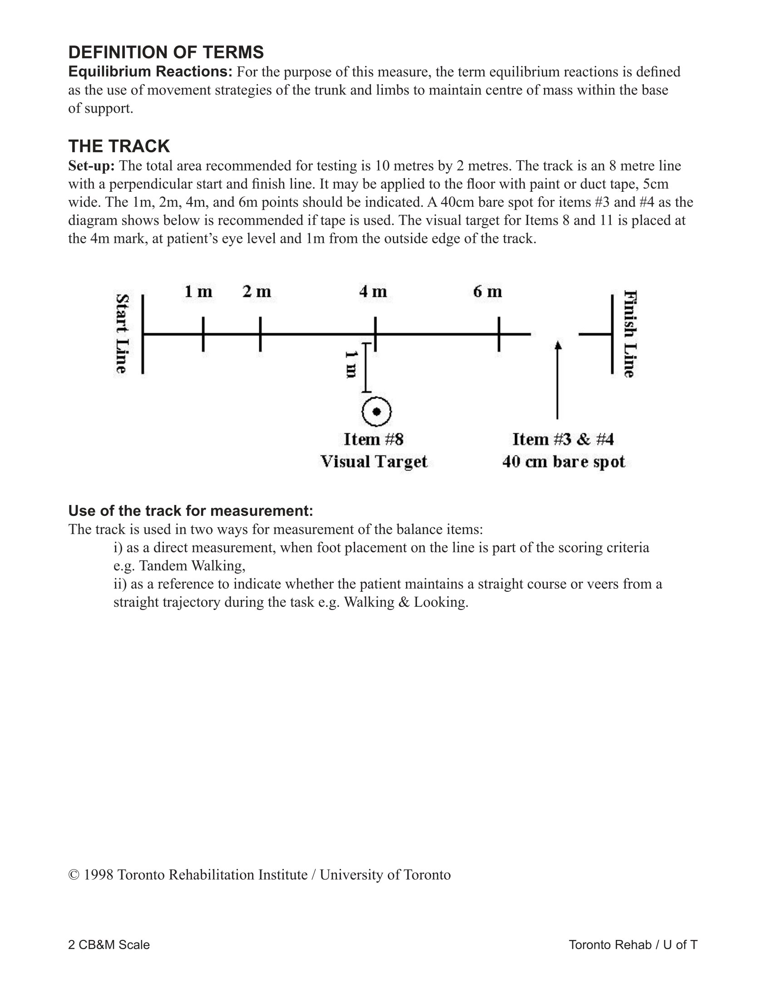 DEFINITION OF TERMS
Equilibrium Reactions: For the purpose of this measure, the term equilibrium reactions is defined
as the use of movement strategies of the trunk and limbs to maintain centre of mass within the base
of support.
THE TRACK
Set-up: The total area recommended for testing is 10 metres by 2 metres. The track is an 8 metre line
with a perpendicular start and finish line. It may be applied to the floor with paint or duct tape, 5cm
wide. The 1m, 2m, 4m, and 6m points should be indicated. A 40cm bare spot for items #3 and #4 as the
diagram shows below is recommended if tape is used. The visual target for Items 8 and 11 is placed at
the 4m mark, at patient’s eye level and 1m from the outside edge of the track.
Start Line
1 m
2 m
4 m
6 m
Finish Line
1 m
Item #8
Visual Target
Item #3 & #4
40 cm bare spot
Use of the track for measurement:
The track is used in two ways for measurement of the balance items:
i) as a direct measurement, when foot placement on the line is part of the scoring criteria
e.g. Tandem Walking,
ii) as a reference to indicate whether the patient maintains a straight course or veers from a
straight trajectory during the task e.g. Walking & Looking.
© 1998 Toronto Rehabilitation Institute / University of Toronto
2 CB&M Scale
Toronto Rehab / U of T